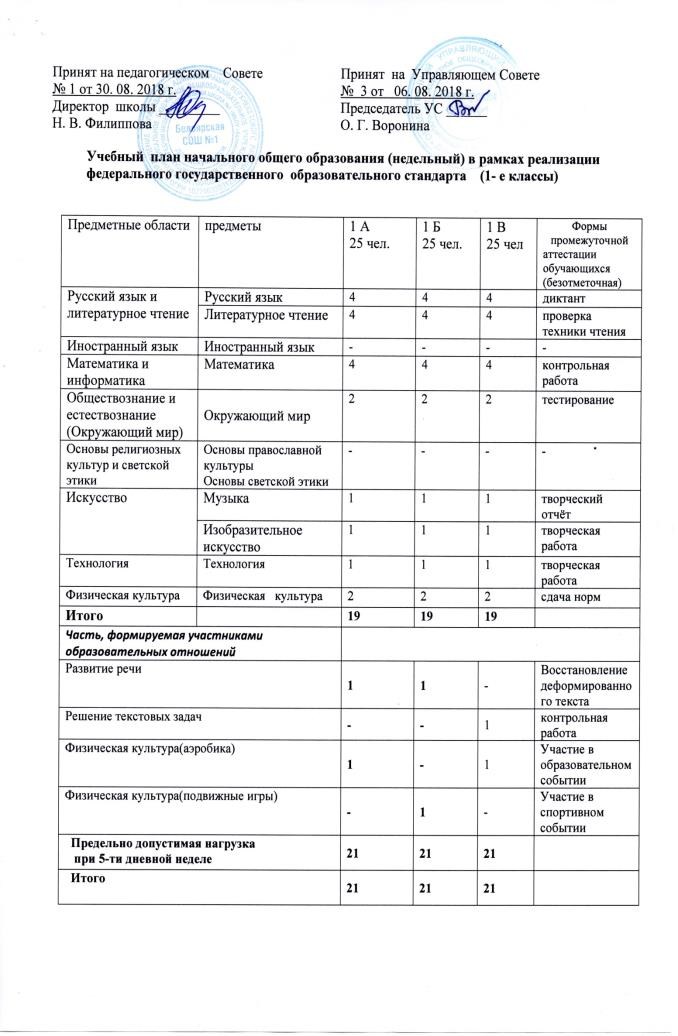 Принят на педагогическом Совете
№ 1 от 30. 08. 2018 г.
Директор школы
Н. В. Филиппова
Принят на Управляющем Совете
№ 3 от 06. 08. 2018 г.
Председатель УС
О. Г. Воронина
Белоярская
СОШ №1
Учебный план начального общего образования (недельный) в рамках реализации
федерального государственного образовательного стандарта (1- е классы)
Предметные области предметы 1 А 1 Б 1 В Формы
25 чел. 25 чел. 25 чел промежуточной
аттестации
обучающихся
(безотметочная)
Русский язык и Русский язык 4 4 4 диктант
литературное чтение Литературное чтение 4 4 4 проверка
техники чтения
Иностранный язык Иностранный язык - - - -
Математика и Математика 4 4 4 контрольная
информатика работа
Обществознание и 2 2 2 тестирование
естествознание Окружающий мир
(Окружающий мир)
Основы религиозных Основы православной - - - -
культур и светской культуры
этики Основы светской этики
Искусство Музыка 1 1 1 творческий
отчёт
Изобразительное 1 1 1 творческая
искусство работа
Технология Технология 1 1 1 творческая
работа
Физическая культура Физическая культура 2 2 2 сдача норм
Итого 19 19 19
Часть, формируемая участниками
образовательных отношений
Развитие речи Восстановление
1 1 - деформированно
го текста
Решение текстовых задач - - 1 контрольная
работа
Физическая культура(аэробика) Участие в
1 - 1 образовательном
событии
Физическая культура(подвижные игры) Участие в
- 1 - спортивном
событии
Предельно допустимая нагрузка
при 5-ти дневной неделе 21 21 21
Итого
21 21 21